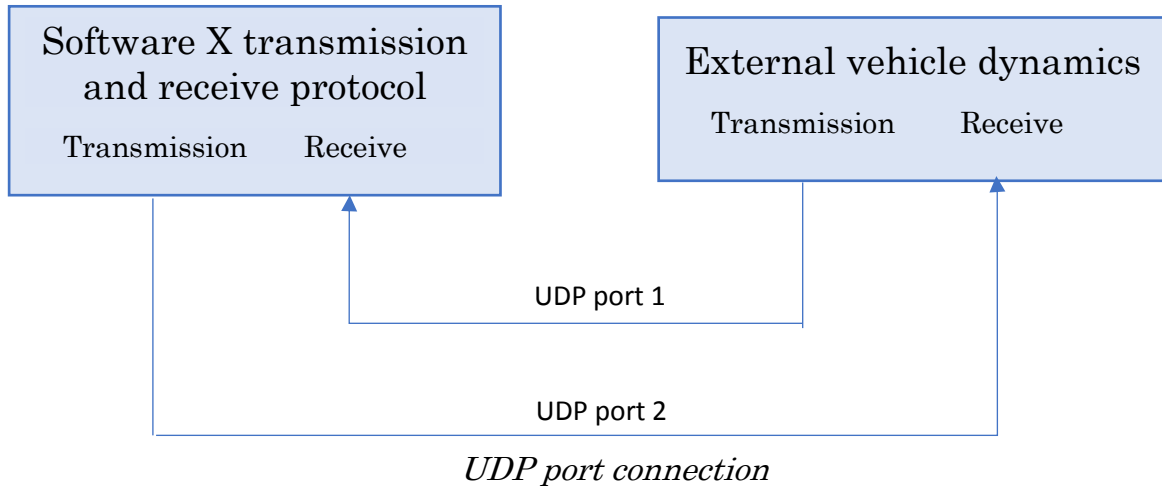 Software X transmission
and receive protocol
Transmission Receive
External vehicle dynamics
Transmission Receive
UDP port 1
UDP port 2
UDP port connection